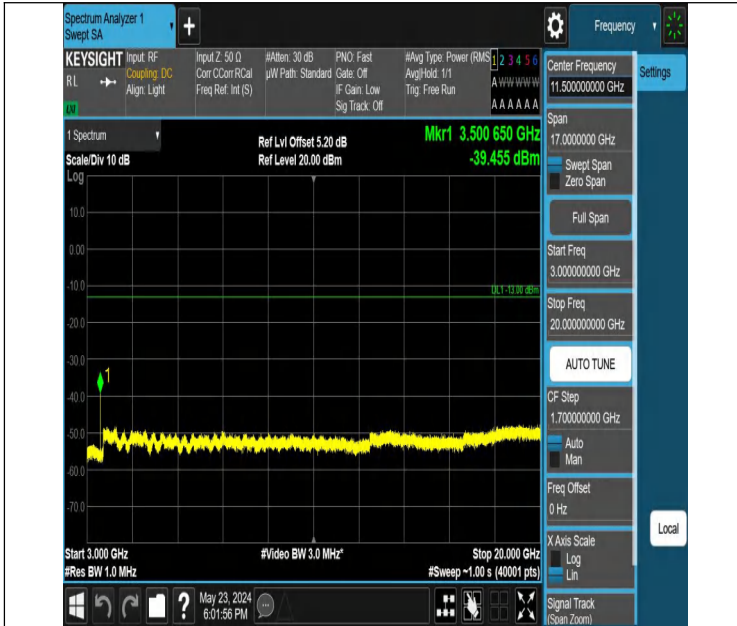 Spectrum Analyzer 1
Swept SA
+
Frequency
KEYSIGHT
RL
Input: RF
Coupling: DC
Align: Light
Input Z: 50 Ω
Corr CCorr RCal
Freq Ref: Int (S)
#Atten: 30 dB
µW Path: Standard
PNO: Fast
Gate: Off
IF Gain: Low
Sig Track: Off
#Avg Type: Power (RMS
Avg|Hold: 1/1
Trig: Free Run
1 2 3 4 5 6
A W W W W W
A A A A A A
1 Spectrum
Scale/Div 10 dB
Log
Ref Lvl Offset 5.20 dB
Ref Level 20.00 dBm
Mkr1 3.500 650 GHz
-39.455 dBm
10.0
0.00
-10.0
DL1 -13.00 dBm
-20.0
-30.0
1
-40.0
-50.0
-60.0
-70.0
Start 3.000 GHz
#Res BW 1.0 MHz
#Video BW 3.0 MHz*
Stop 20.000 GHz
#Sweep ~1.00 s (40001 pts)
?
May 23, 2024
6:01:56 PM
Center Frequency
11.500000000 GHz
Settings
Span
17.0000000 GHz
Swept Span
Zero Span
Full Span
Start Freq
3.000000000 GHz
Stop Freq
20.000000000 GHz
AUTO TUNE
CF Step
1.700000000 GHz
Auto
Man
Freq Offset
0 Hz
X Axis Scale
Log
Lin
Local
Signal Track
(Span Zoom)